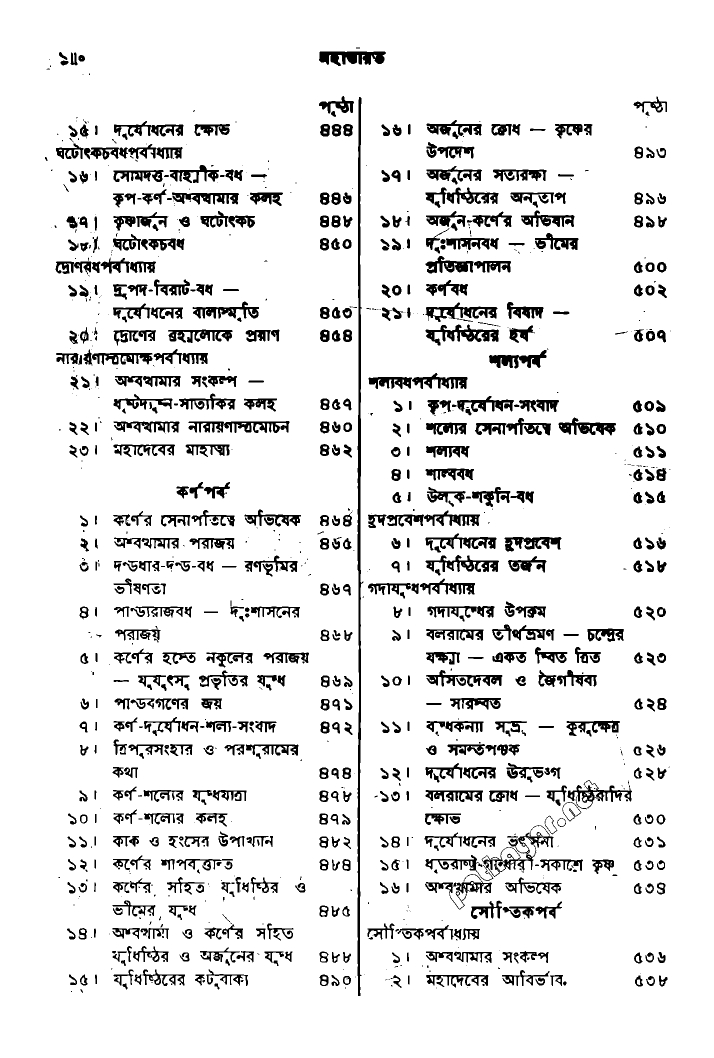 ১॥০
মহাভারত
পৃষ্ঠা
১৫। দুর্যোধনের ক্ষোভ ৪৪৪
ঘটোৎকচবধপর্বাধ্যায়
১৬। সোমদত্ত-বাহ্লীক-বধ —
কৃপ-কর্ণ-অশ্বত্থামার কলহ ৪৪৬
১৭। কৃষ্ণার্জুন ও ঘটোৎকচ ৪৪৮
১৮। ঘটোৎকচবধ ৪৫০
দ্রোণবধপর্বাধ্যায়
১৯। দ্রুপদ-বিরাট-বধ —
দুর্যোধনের বাল্যস্মৃতি ৪৫৩
২০। দ্রোণের ব্রহ্মলোকে প্রয়াণ ৪৫৪
নারায়ণাস্ত্রমোক্ষপর্বাধ্যায়
২১। অশ্বত্থামার সংকল্প —
ধৃষ্টদ্যুম্ন-সাত্যকির কলহ ৪৫৭
২২। অশ্বত্থামার নারায়ণাস্ত্রমোচন ৪৬০
২৩। মহাদেবের মাহাত্ম্য ৪৬২
কর্ণপর্ব
১। কর্ণের সেনাপতিত্বে অভিষেক ৪৬৪
২। অশ্বত্থামার পরাজয় ৪৬৫
৩। দণ্ডধার-দণ্ড-বধ — রণভূমির
ভীষণতা ৪৬৭
৪। পাণ্ড্যরাজবধ — দুঃশাসনের
পরাজয় ৪৬৮
৫। কর্ণের হস্তে নকুলের পরাজয়
— যুযুৎসু প্রভৃতির যুদ্ধ ৪৬৯
৬। পাণ্ডবগণের জয় ৪৭১
৭। কর্ণ-দুর্যোধন-শল্য-সংবাদ ৪৭২
৮। ত্রিপুরসংহার ও পরশুরামের
কথা ৪৭৪
৯। কর্ণ-শল্যের যুদ্ধযাত্রা ৪৭৮
১০। কর্ণ-শল্যের কলহ ৪৭৯
১১। কাক ও হংসের উপাখ্যান ৪৮২
১২। কর্ণের শাপবৃত্তান্ত ৪৮৪
১৩। কর্ণের সহিত যুধিষ্ঠির ও
ভীমের যুদ্ধ ৪৮৫
১৪। অশ্বত্থামা ও কর্ণের সহিত
যুধিষ্ঠির ও অর্জুনের যুদ্ধ ৪৮৮
১৫। যুধিষ্ঠিরের কটুবাক্য ৪৯০
পৃষ্ঠা
১৬। অর্জুনের ক্রোধ — কৃষ্ণের
উপদেশ ৪৯৩
১৭। অর্জুনের সত্যরক্ষা —
যুধিষ্ঠিরের অনুতাপ ৪৯৬
১৮। অর্জুন-কর্ণের অভিযান ৪৯৮
১৯। দুঃশাসনবধ — ভীমের
প্রতিজ্ঞাপালন ৫০০
২০। কর্ণবধ ৫০২
২১। দুর্যোধনের বিষাদ —
যুধিষ্ঠিরের হর্ষ ৫০৭
শল্যপর্ব
শল্যবধপর্বাধ্যায়
১। কৃপ-দুর্যোধন-সংবাদ ৫০৯
২। শল্যের সেনাপতিত্বে অভিষেক ৫১০
৩। শল্যবধ ৫১১
৪। শাল্ববধ ৫১৪
৫। উলূক-শকুনি-বধ ৫১৫
হ্রদপ্রবেশপর্বাধ্যায়
৬। দুর্যোধনের হ্রদপ্রবেশ ৫১৬
৭। যুধিষ্ঠিরের তর্জন ৫১৮
গদাযুদ্ধপর্বাধ্যায়
৮। গদাযুদ্ধের উপক্রম ৫২০
৯। বলরামের তীর্থভ্রমণ — চন্দ্রের
যক্ষ্মা — একত দ্বিত ত্রিত ৫২৩
১০। অসিতদেবল ও জৈগীষব্য
— সারস্বত ৫২৪
১১। বৃদ্ধকন্যা সুভ্রূ — কুরুক্ষেত্র
ও সমন্তপঞ্চক ৫২৬
১২। দুর্যোধনের ঊরুভঙ্গ ৫২৮
১৩। বলরামের ক্রোধ — যুধিষ্ঠিরাদির
ক্ষোভ ৫৩০
১৪। দুর্যোধনের ভর্ৎসনা ৫৩১
১৫। ধৃতরাষ্ট্র-গান্ধারী-সকাশে কৃষ্ণ ৫৩৩
১৬। অশ্বত্থামার অভিষেক ৫৩৪
সৌপ্তিকপর্ব
সৌপ্তিকপর্বাধ্যায়
১। অশ্বত্থামার সংকল্প ৫৩৬
২। মহাদেবের আবির্ভাব ৫৩৮